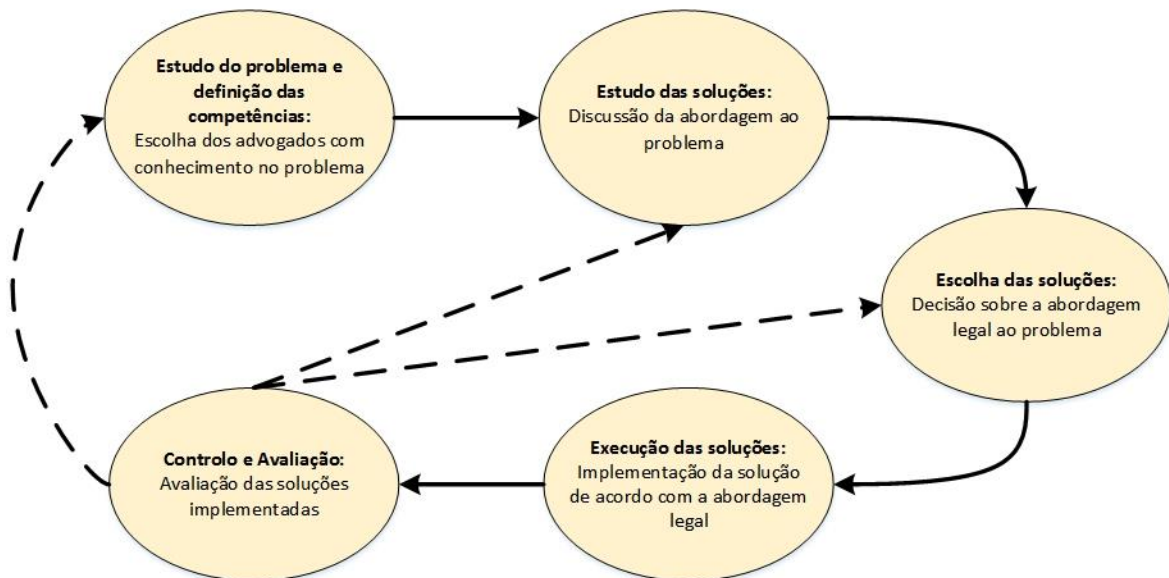 Estudo do problema e
definição das
competências:
Escolha dos advogados com
conhecimento no problema
Estudo das soluções:
Discussão da abordagem ao
problema
Escolha das soluções:
Decisão sobre a abordagem
legal ao problema
Execução das soluções:
Implementação da solução
de acordo com a abordagem
legal
Controlo e Avaliação:
Avaliação das soluções
implementadas